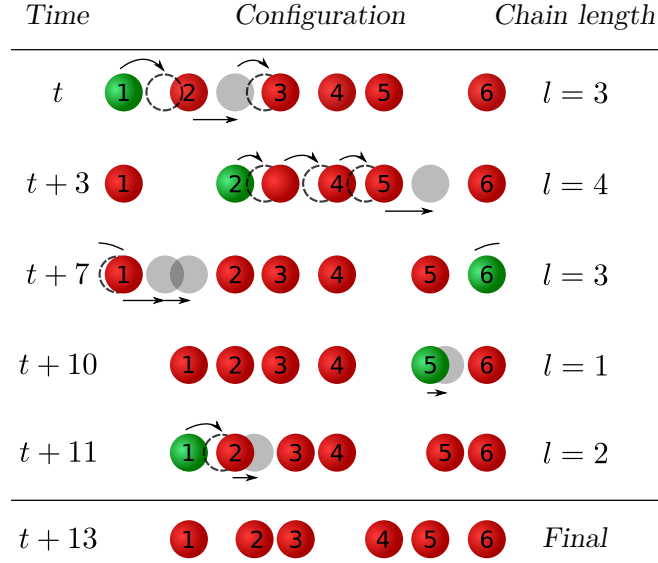 Time Configuration Chain length
t 1 2 3 4 5 6 l = 3
t + 3 1 2 4 5 6 l = 4
t + 7 1 2 3 4 5 6 l = 3
t + 10 1 2 3 4 5 6 l = 1
t + 11 1 2 3 4 5 6 l = 2
t + 13 1 2 3 4 5 6 Final